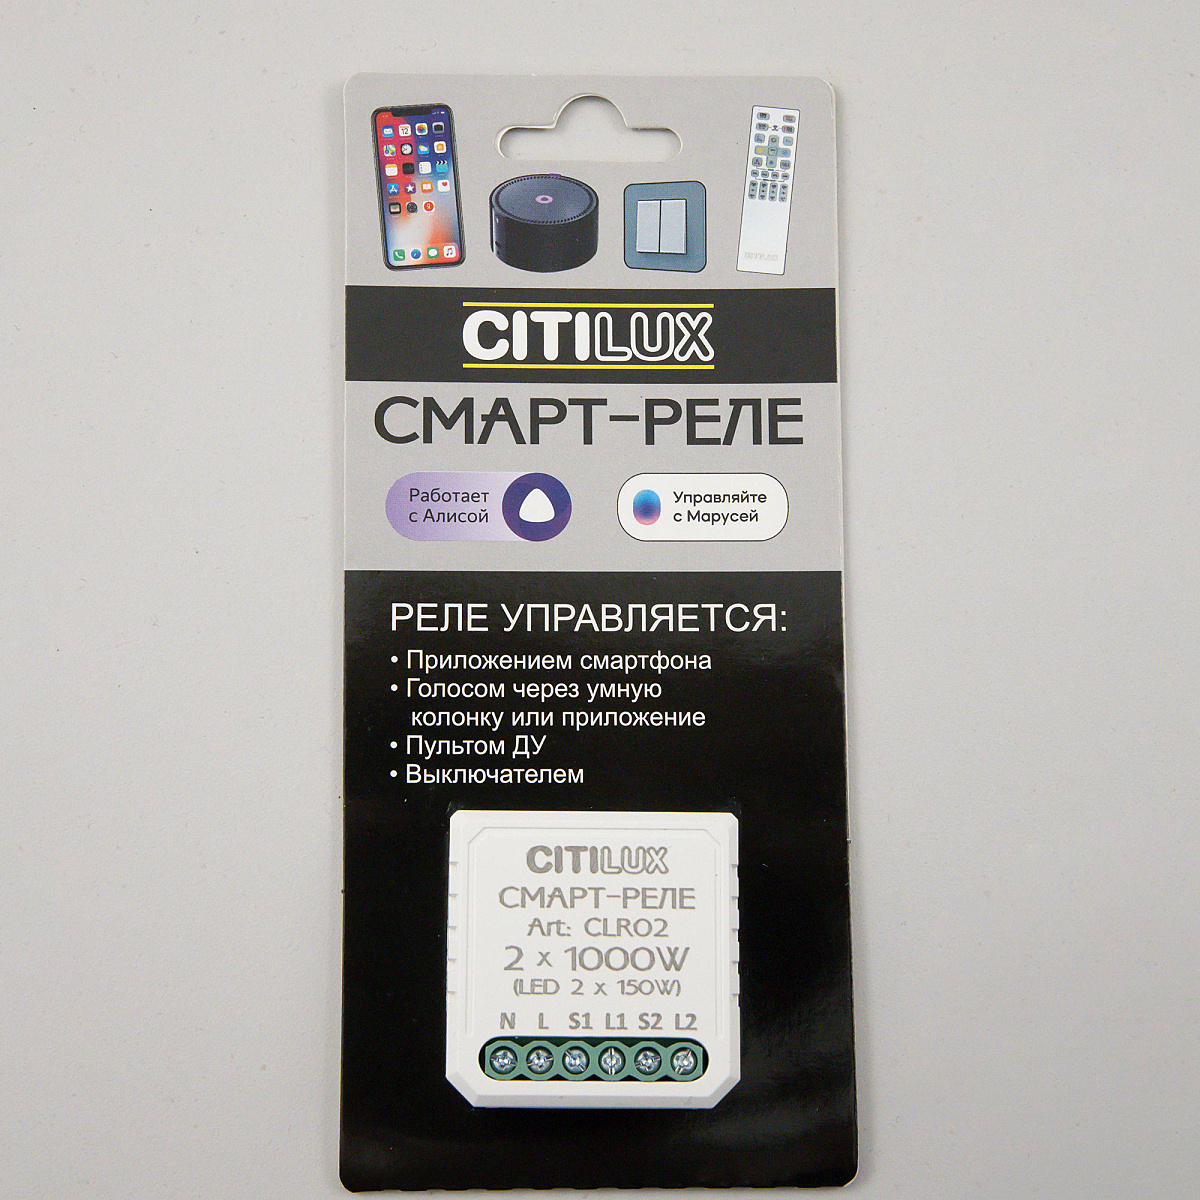 CITILUX
СМАРТ-РЕЛЕ
Работает
с Алисой
Управляйте
с Марусей
РЕЛЕ УПРАВЛЯЕТСЯ:
• Приложением смартфона
• Голосом через умную
колонку или приложение
• Пультом ДУ
• Выключателем
CITILUX
СМАРТ-РЕЛЕ
Art: CLR02
2 x 1000W
(LED 2 x 150W)
N L S1 L1 S2 L2